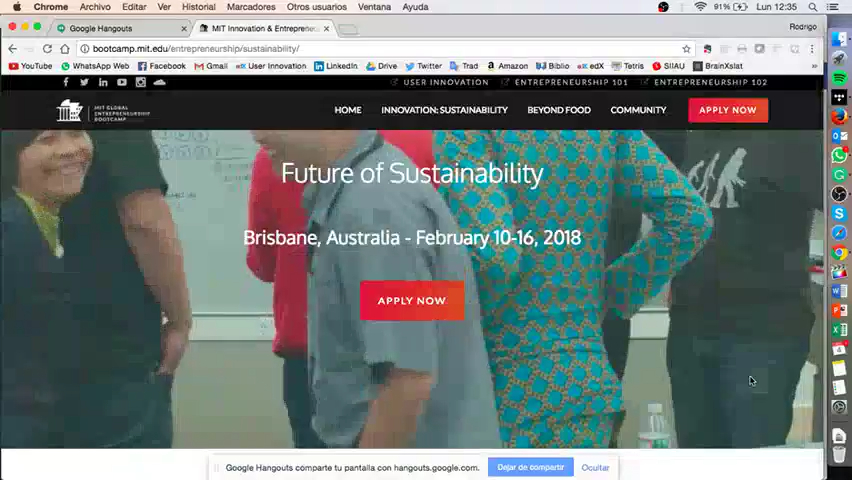 Chrome Archivo Editar Ver Historial Marcadores Otros usuarios Ventana Ayuda 91% Lun 12:35
Google Hangouts MIT Innovation & Entrepreneu Rodrigo
bootcamp.mit.edu/entrepreneurship/sustainability/
YouTube WhatsApp Web Gmail User Innovation LinkedIn Drive Twitter Facebook Trad Amazon Biblio edX Tetris SIIAU BrainXslat
USER INNOVATION ENTREPRENEURSHIP 101 ENTREPRENEURSHIP 102
MIT GLOBAL
ENTREPRENEURSHIP
BOOTCAMP
HOME INNOVATION: SUSTAINABILITY BEYOND FOOD COMMUNITY APPLY NOW
Future of Sustainability
Brisbane, Australia - February 10-16, 2018
APPLY NOW
Google Hangouts comparte tu pantalla con hangouts.google.com. Dejar de compartir Ocultar